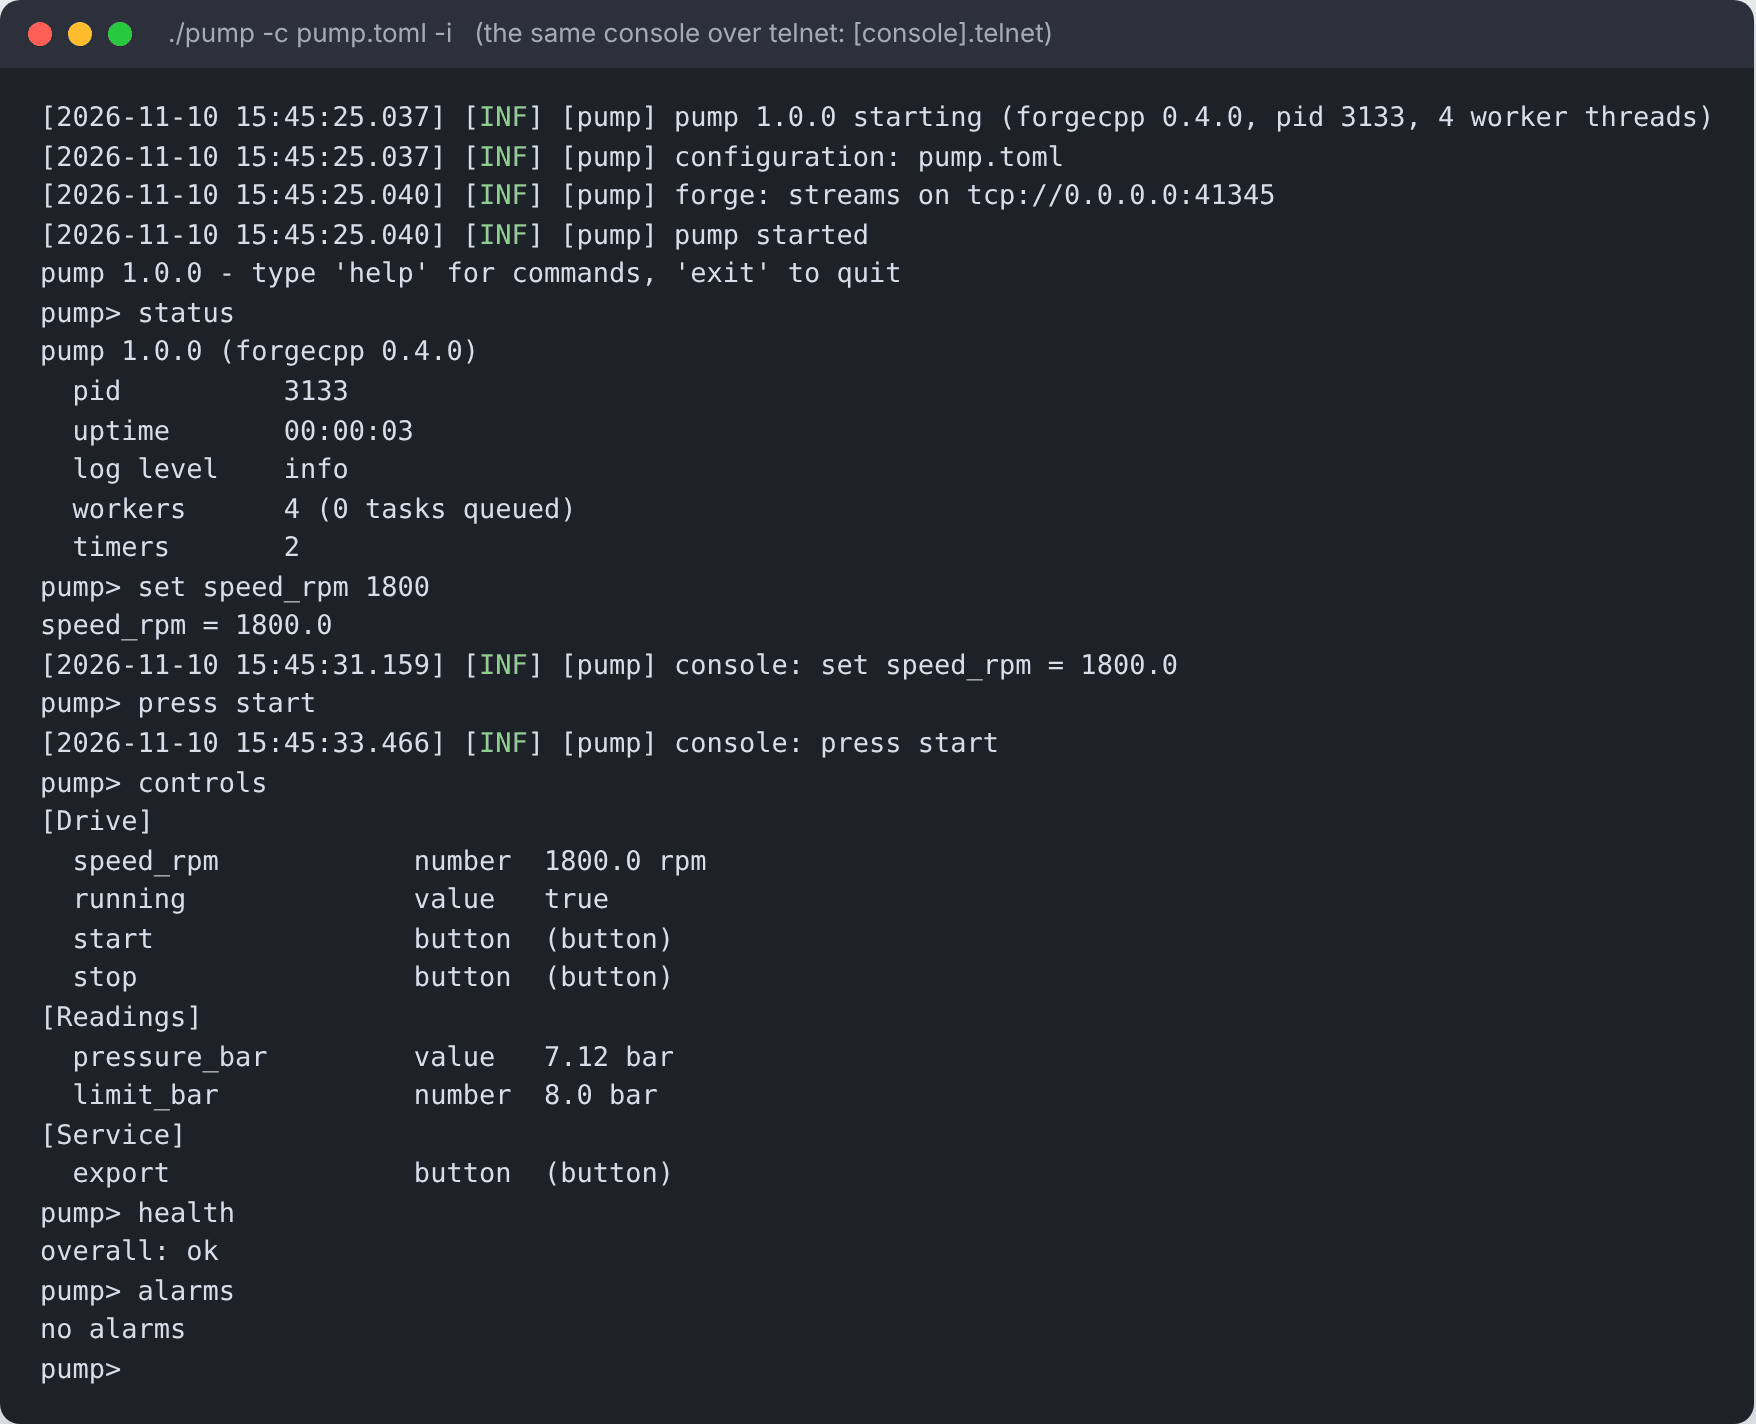 ./pump -c pump.toml -i   (the same console over telnet: [console].telnet)
[2026-11-10 15:45:25.037] [INF] [pump] pump 1.0.0 starting (forgecpp 0.4.0, pid 3133, 4 worker threads)
[2026-11-10 15:45:25.037] [INF] [pump] configuration: pump.toml
[2026-11-10 15:45:25.040] [INF] [pump] forge: streams on tcp://0.0.0.0:41345
[2026-11-10 15:45:25.040] [INF] [pump] pump started
pump 1.0.0 - type 'help' for commands, 'exit' to quit
pump> status
pump 1.0.0 (forgecpp 0.4.0)
  pid          3133
  uptime       00:00:03
  log level    info
  workers      4 (0 tasks queued)
  timers       2
pump> set speed_rpm 1800
speed_rpm = 1800.0
[2026-11-10 15:45:31.159] [INF] [pump] console: set speed_rpm = 1800.0
pump> press start
[2026-11-10 15:45:33.466] [INF] [pump] console: press start
pump> controls
[Drive]
  speed_rpm            number  1800.0 rpm
  running              value   true
  start                button  (button)
  stop                 button  (button)
[Readings]
  pressure_bar         value   7.12 bar
  limit_bar            number  8.0 bar
[Service]
  export               button  (button)
pump> health
overall: ok
pump> alarms
no alarms
pump>